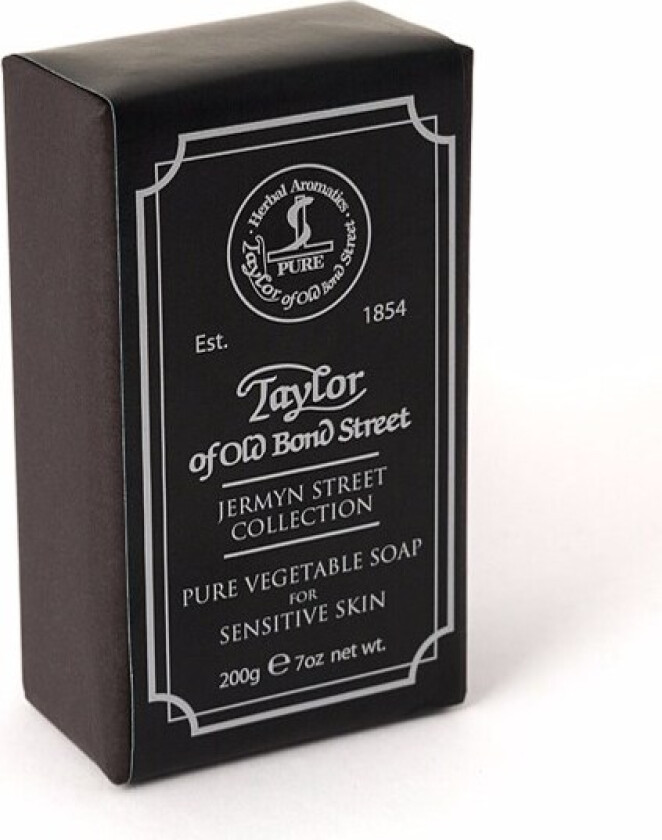 · Herbal Aromatics ·
PURE
Taylor of Old Bond Street
Est. 1854
Taylor
of Old Bond Street
JERMYN STREET
COLLECTION
PURE VEGETABLE SOAP
FOR
SENSITIVE SKIN
200g ℮ 7oz net wt.